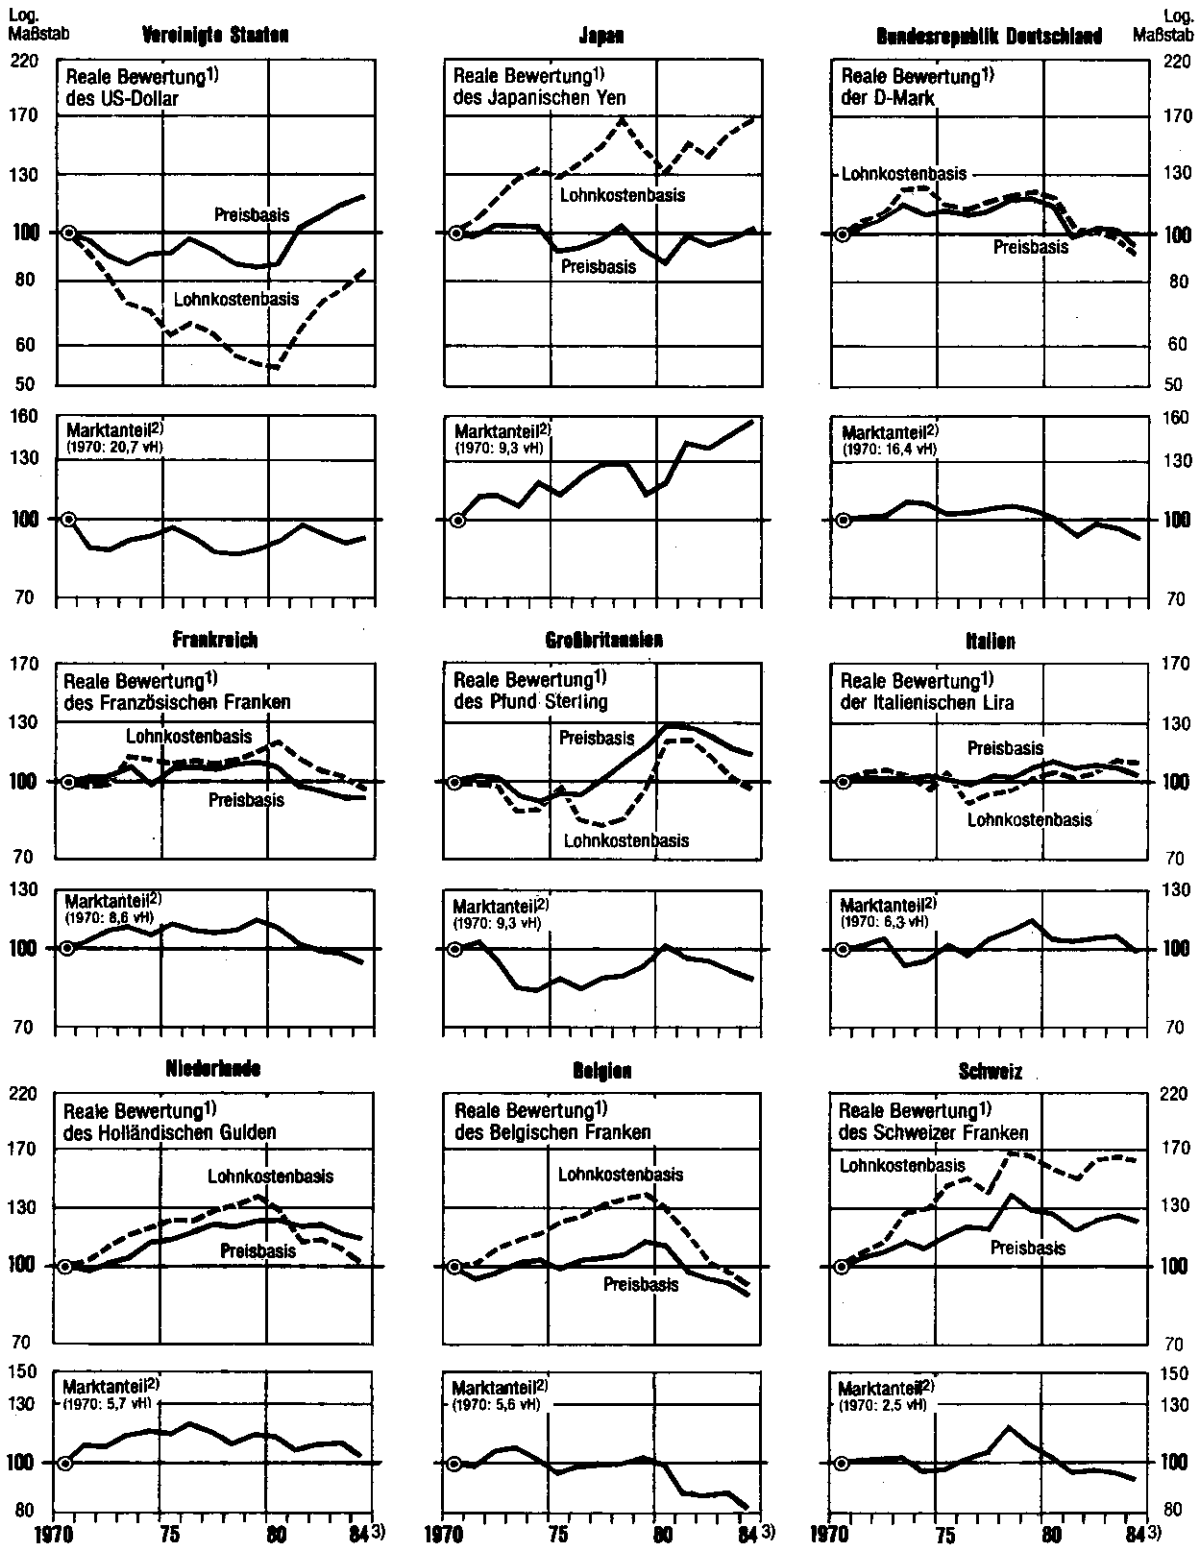 Log.
Maßstab
Vereinigte Staaten
Japan
Bundesrepublik Deutschland
Log.
Maßstab
220
170
130
100
80
60
50
Reale Bewertung1)
des US-Dollar
Preisbasis
Lohnkostenbasis
Reale Bewertung1)
des Japanischen Yen
Lohnkostenbasis
Preisbasis
Reale Bewertung1)
der D-Mark
Lohnkostenbasis
Preisbasis
220
170
130
100
80
60
50
160
130
100
70
Marktanteil2)
(1970: 20,7 vH)
Marktanteil2)
(1970: 9,3 vH)
Marktanteil2)
(1970: 16,4 vH)
160
130
100
70
Frankreich
Großbritannien
Italien
170
130
100
70
Reale Bewertung1)
des Französischen Franken
Lohnkostenbasis
Preisbasis
Reale Bewertung1)
des Pfund Sterling
Preisbasis
Lohnkostenbasis
Reale Bewertung1)
der Italienischen Lira
Preisbasis
Lohnkostenbasis
170
130
100
70
130
100
70
Marktanteil2)
(1970: 8,6 vH)
Marktanteil2)
(1970: 9,3 vH)
Marktanteil2)
(1970: 6,3 vH)
130
100
70
Niederlande
Belgien
Schweiz
220
170
130
100
70
Reale Bewertung1)
des Holländischen Gulden
Lohnkostenbasis
Preisbasis
Reale Bewertung1)
des Belgischen Franken
Lohnkostenbasis
Preisbasis
Reale Bewertung1)
des Schweizer Franken
Lohnkostenbasis
Preisbasis
220
170
130
100
70
150
130
100
80
Marktanteil2)
(1970: 5,7 vH)
Marktanteil2)
(1970: 5,6 vH)
Marktanteil2)
(1970: 2,5 vH)
150
130
100
80
1970 75 80 84 3)
1970 75 80 84 3)
1970 75 80 84 3)